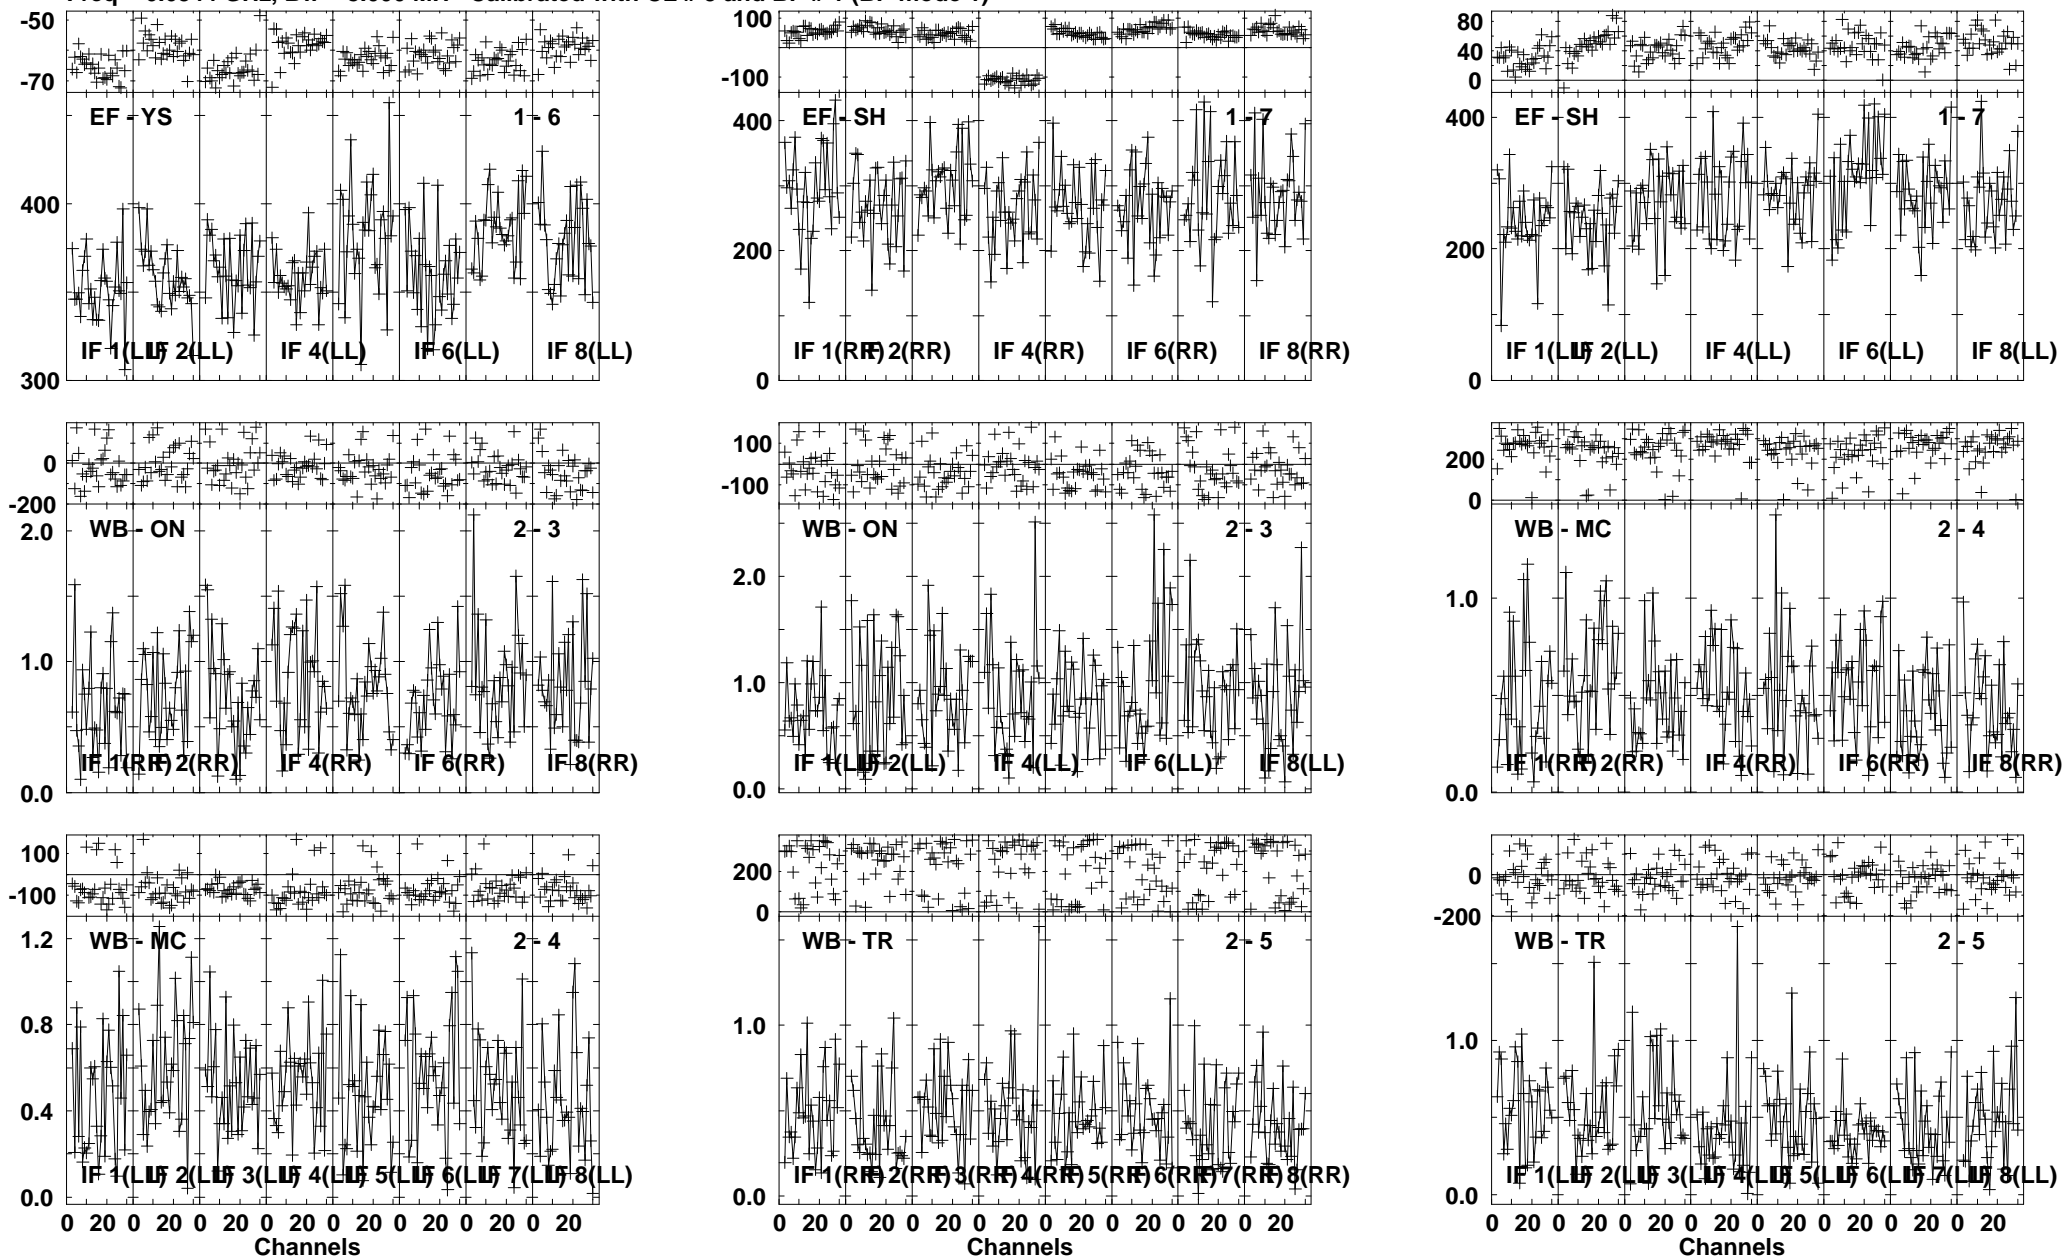 -50
-70
EF - YS
1 - 6
400
300
IF 1(LL) IF 2(LL) IF 4(LL) IF 6(LL) IF 8(LL)
100
-100
EF - SH
1 - 7
400
200
0
IF 1(RR) IF 2(RR) IF 4(RR) IF 6(RR) IF 8(RR)
80
40
0
EF - SH
1 - 7
400
200
0
IF 1(LL) IF 2(LL) IF 4(LL) IF 6(LL) IF 8(LL)
0
-200
WB - ON
2 - 3
2.0
1.0
0.0
IF 1(RR) IF 2(RR) IF 4(RR) IF 6(RR) IF 8(RR)
100
-100
WB - ON
2 - 3
2.0
1.0
0.0
IF 1(LL) IF 2(LL) IF 4(LL) IF 6(LL) IF 8(LL)
200
0
WB - MC
2 - 4
1.0
0.0
IF 1(RR) IF 2(RR) IF 4(RR) IF 6(RR) IF 8(RR)
100
-100
WB - MC
2 - 4
1.2
0.8
0.4
0.0
IF 1(LL) IF 2(LL) IF 3(LL) IF 4(LL) IF 5(LL) IF 6(LL) IF 7(LL) IF 8(LL)
0 20 0 20 0 20 0 20 0 20 0 20 0 20 0 20
Channels
200
0
WB - TR
2 - 5
1.0
0.0
IF 1(RR) IF 2(RR) IF 3(RR) IF 4(RR) IF 5(RR) IF 6(RR) IF 7(RR) IF 8(RR)
0 20 0 20 0 20 0 20 0 20 0 20 0 20 0 20
Channels
0
-200
WB - TR
2 - 5
1.0
0.0
IF 1(LL) IF 2(LL) IF 3(LL) IF 4(LL) IF 5(LL) IF 6(LL) IF 7(LL) IF 8(LL)
0 20 0 20 0 20 0 20 0 20 0 20 0 20 0 20
Channels